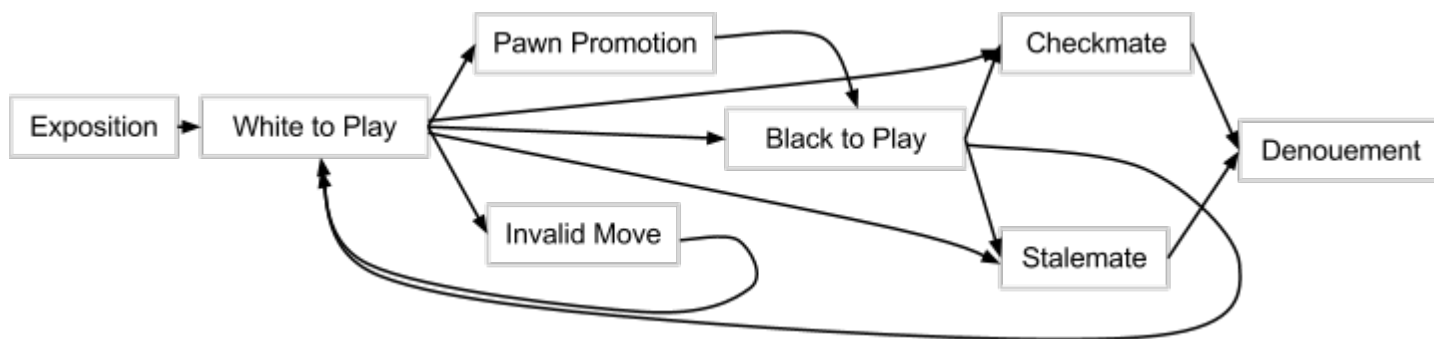 Exposition
White to Play
Pawn Promotion
Invalid Move
Black to Play
Checkmate
Stalemate
Denouement